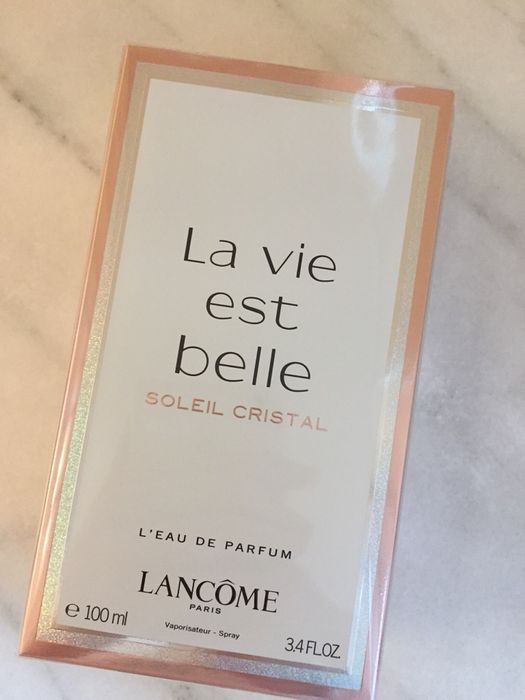 La vie
est
belle
SOLEIL CRISTAL
L'EAU DE PARFUM
LANCÔME
PARIS
℮ 100 ml
Vaporisateur - Spray
3.4 FL.OZ.